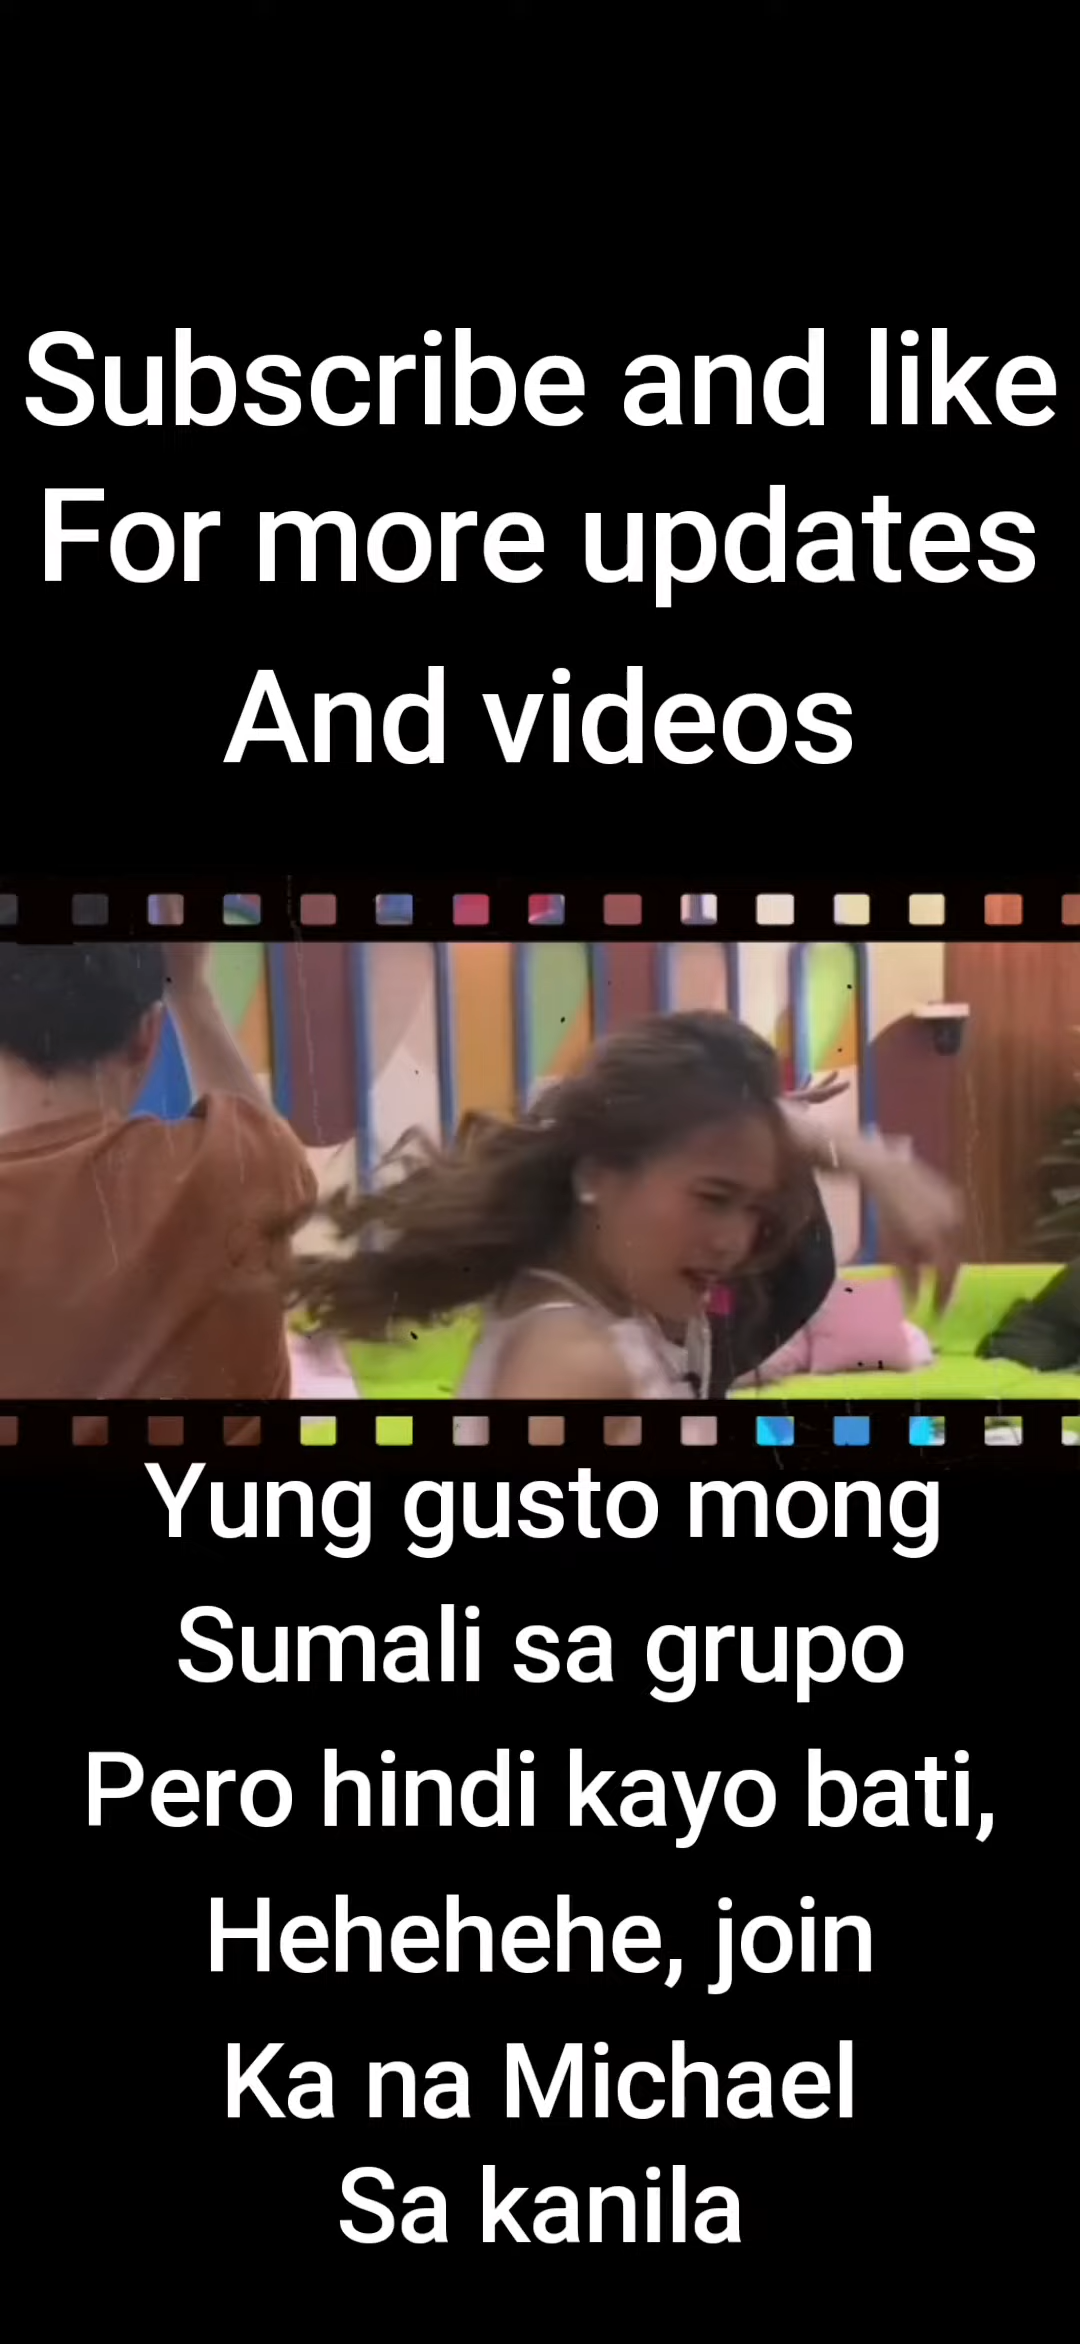 Subscribe and like
For more updates
And videos
Yung gusto mong
Sumali sa grupo
Pero hindi kayo bati,
Hehehehe, join
Ka na Michael
Sa kanila